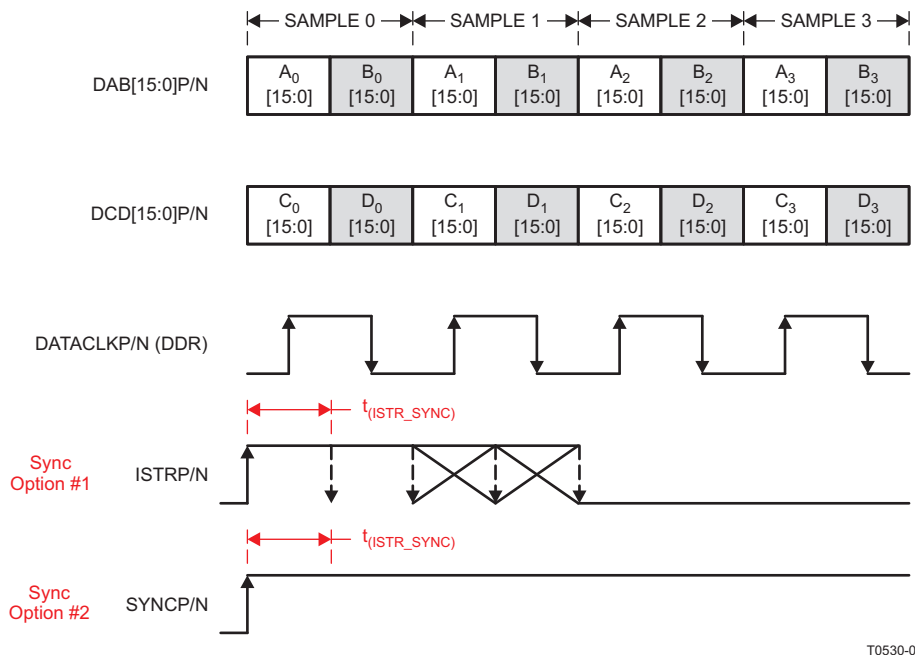 SAMPLE 0 SAMPLE 1 SAMPLE 2 SAMPLE 3
DAB[15:0]P/N
A0 B0 A1 B1 A2 B2 A3 B3
[15:0] [15:0] [15:0] [15:0] [15:0] [15:0] [15:0] [15:0]
DCD[15:0]P/N
C0 D0 C1 D1 C2 D2 C3 D3
[15:0] [15:0] [15:0] [15:0] [15:0] [15:0] [15:0] [15:0]
DATACLKP/N (DDR)
t(ISTR_SYNC)
Sync
Option #1
ISTRP/N
t(ISTR_SYNC)
Sync
Option #2
SYNCP/N
T0530-0